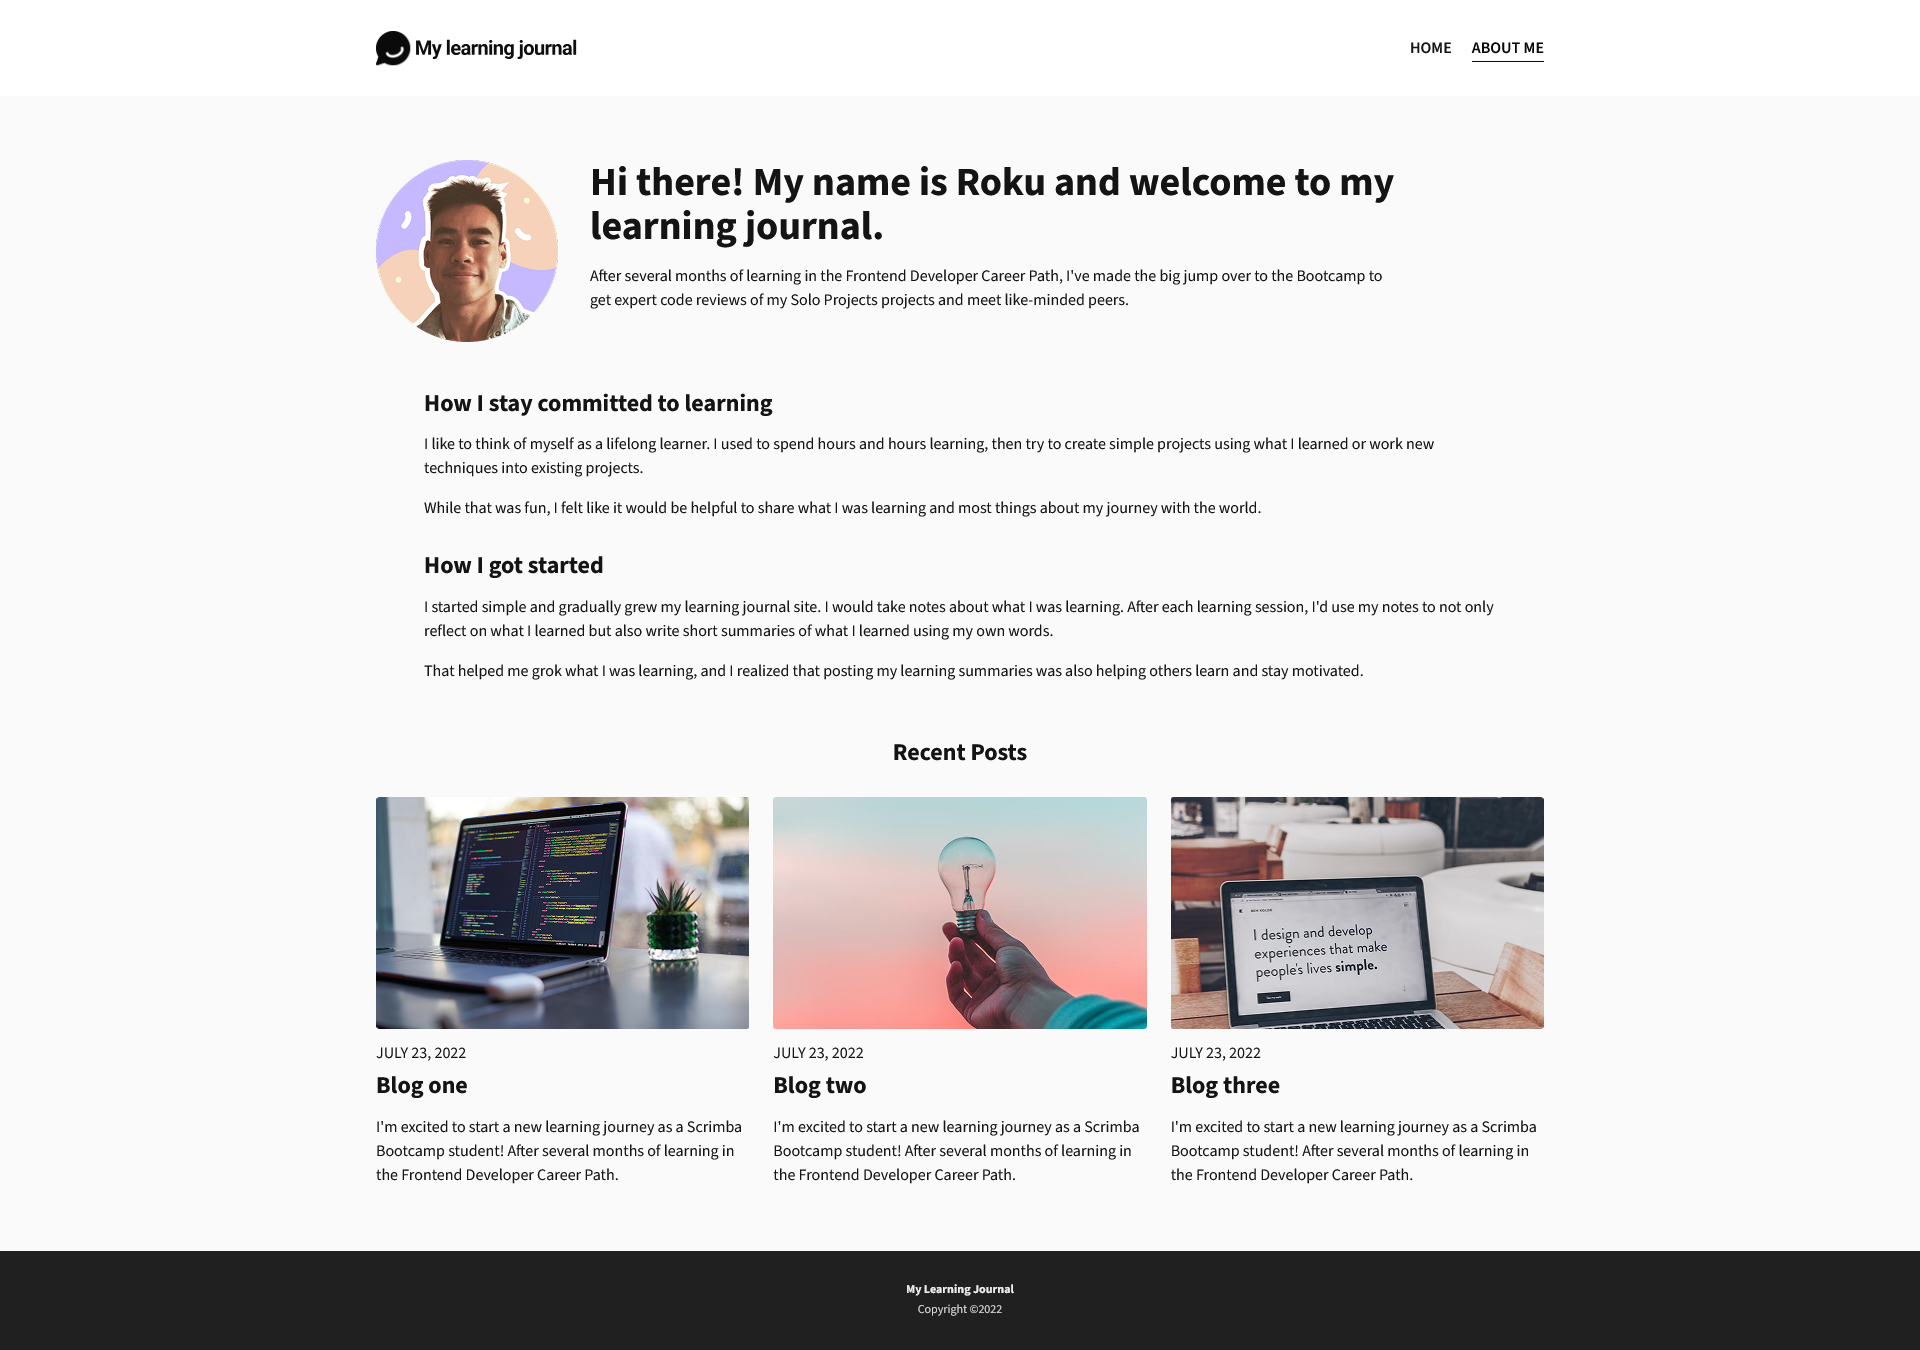 My learning journal
HOME
ABOUT ME
Hi there! My name is Roku and welcome to my
learning journal.
After several months of learning in the Frontend Developer Career Path, I've made the big jump over to the Bootcamp to
get expert code reviews of my Solo Projects projects and meet like-minded peers.
How I stay committed to learning
I like to think of myself as a lifelong learner. I used to spend hours and hours learning, then try to create simple projects using what I learned or work new
techniques into existing projects.
While that was fun, I felt like it would be helpful to share what I was learning and most things about my journey with the world.
How I got started
I started simple and gradually grew my learning journal site. I would take notes about what I was learning. After each learning session, I'd use my notes to not only
reflect on what I learned but also write short summaries of what I learned using my own words.
That helped me grok what I was learning, and I realized that posting my learning summaries was also helping others learn and stay motivated.
Recent Posts
I design and develop
experiences that make
people's lives simple.
JULY 23, 2022
Blog one
I'm excited to start a new learning journey as a Scrimba
Bootcamp student! After several months of learning in
the Frontend Developer Career Path.
JULY 23, 2022
Blog two
I'm excited to start a new learning journey as a Scrimba
Bootcamp student! After several months of learning in
the Frontend Developer Career Path.
JULY 23, 2022
Blog three
I'm excited to start a new learning journey as a Scrimba
Bootcamp student! After several months of learning in
the Frontend Developer Career Path.
My Learning Journal
Copyright ©2022